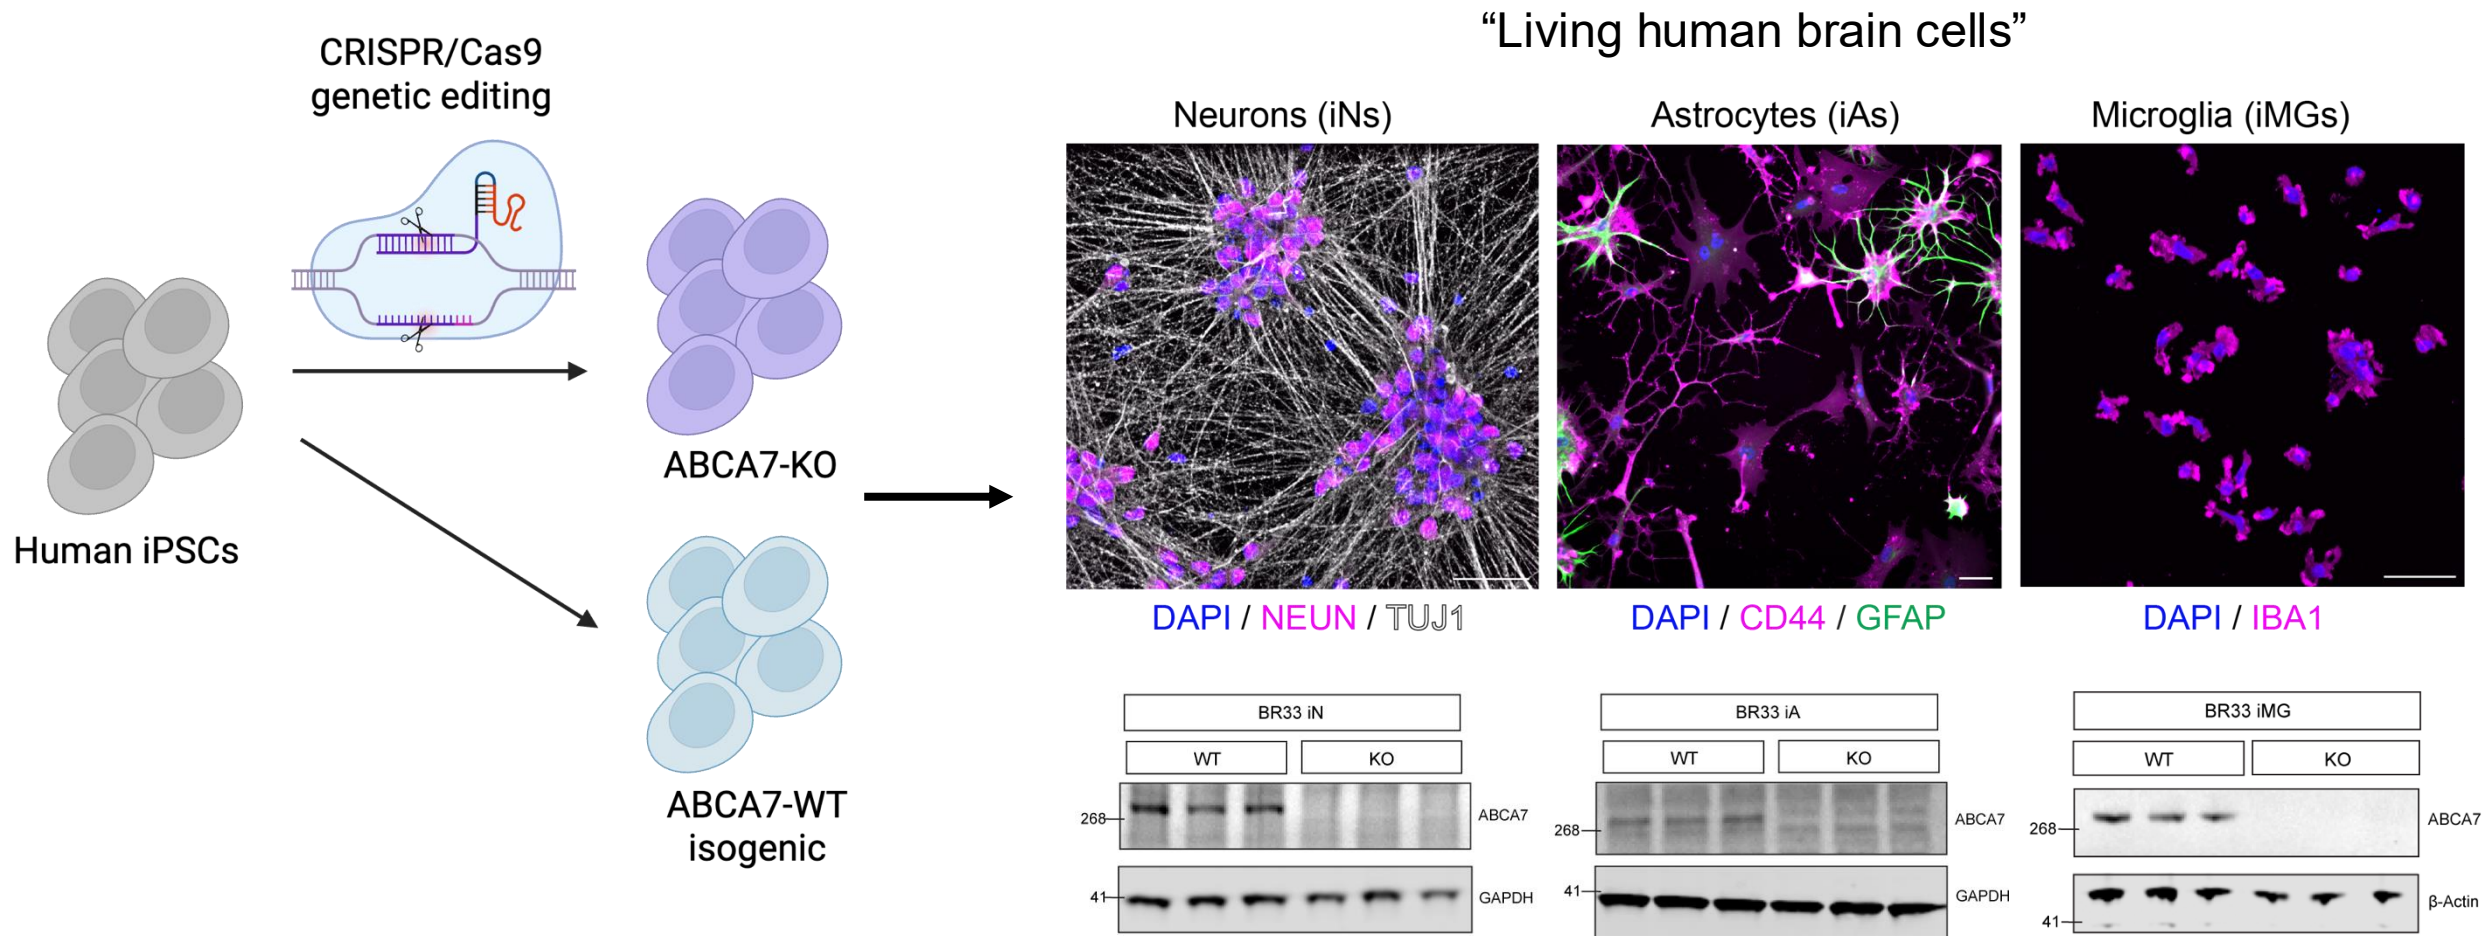 “Living human brain cells”
CRISPR/Cas9
genetic editing
Human iPSCs
ABCA7-KO
ABCA7-WT
isogenic
Neurons (iNs)
Astrocytes (iAs)
Microglia (iMGs)
DAPI / NEUN / TUJ1
DAPI / CD44 / GFAP
DAPI / IBA1
BR33 iN
WT
KO
268
ABCA7
41
GAPDH
BR33 iA
WT
KO
268
ABCA7
41
GAPDH
BR33 iMG
WT
KO
268
ABCA7
β-Actin
41